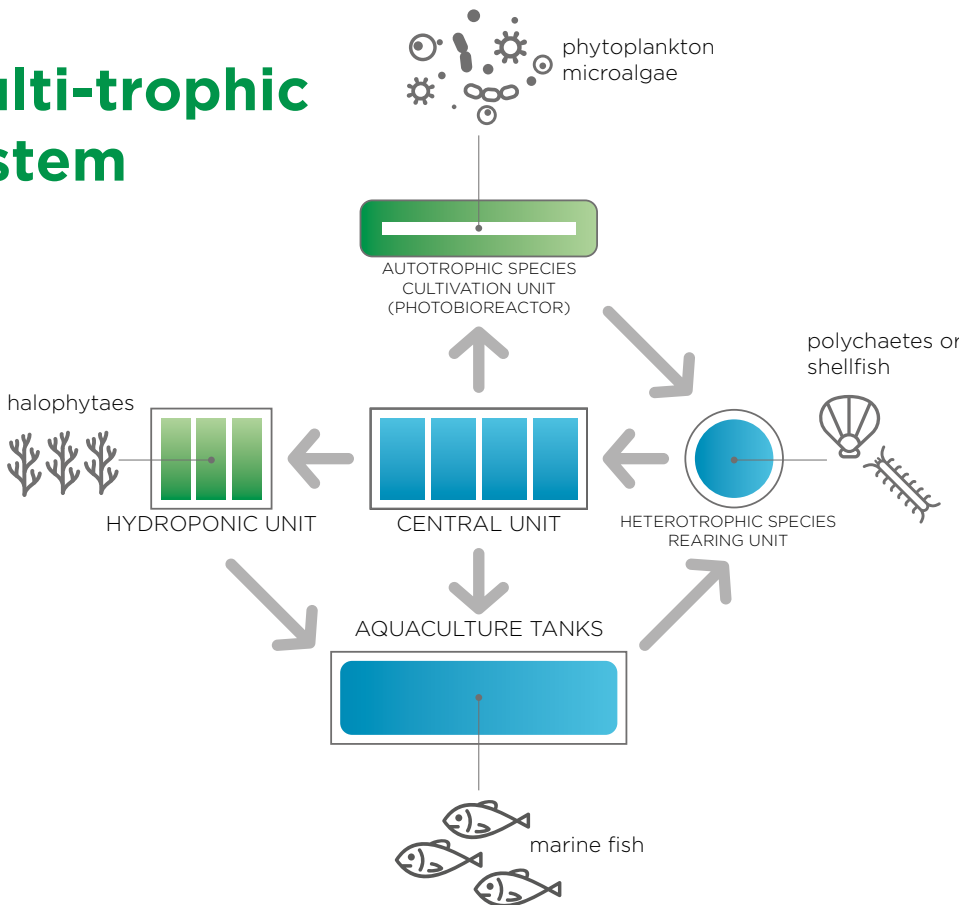 ulti-trophic
stem
phytoplankton
microalgae
AUTOTROPHIC SPECIES
CULTIVATION UNIT
(PHOTOBIOREACTOR)
polychaetes or
shellfish
halophytaes
HYDROPONIC UNIT
CENTRAL UNIT
HETEROTROPHIC SPECIES
REARING UNIT
AQUACULTURE TANKS
marine fish